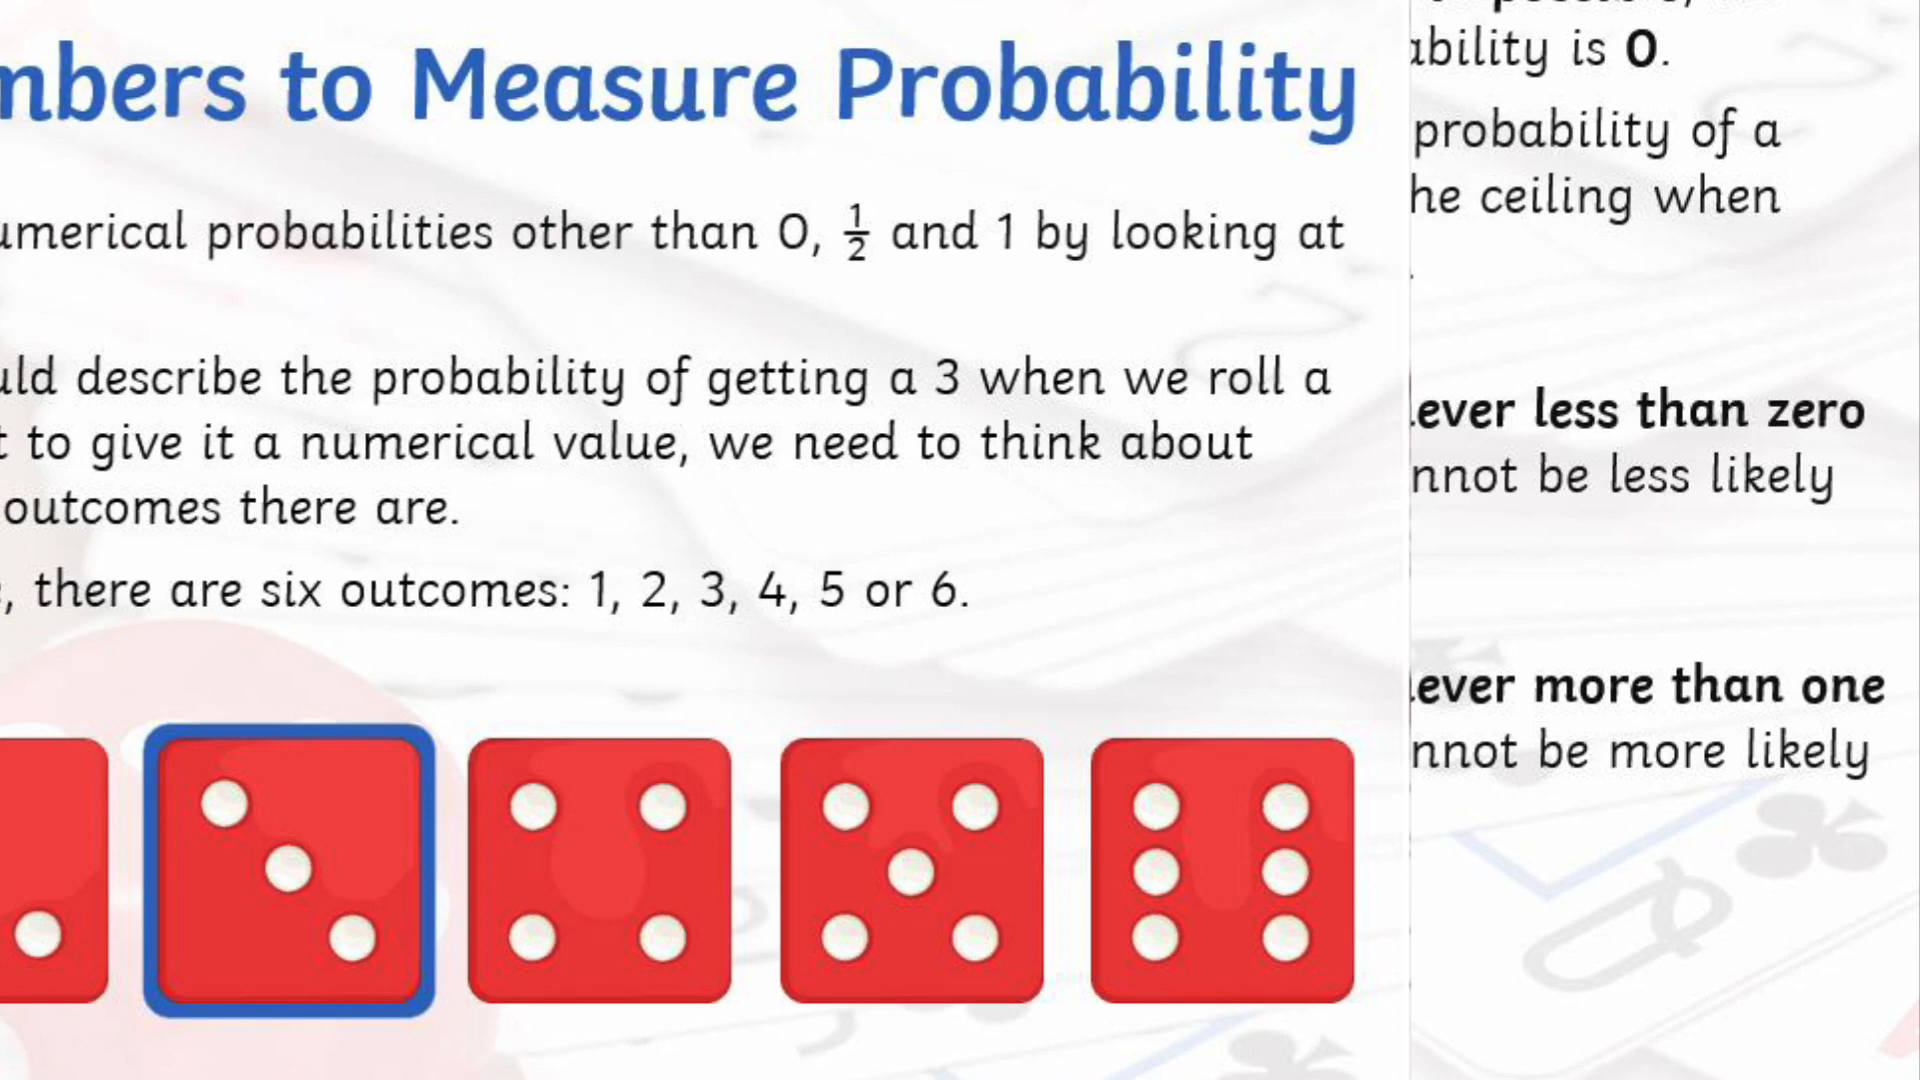 mbers to Measure Probability
umerical probabilities other than 0, 1/2 and 1 by looking at
uld describe the probability of getting a 3 when we roll a
t to give it a numerical value, we need to think about
outcomes there are.
, there are six outcomes: 1, 2, 3, 4, 5 or 6.
ability is 0.
probability of a
he ceiling when
.
ever less than zero
nnot be less likely
ever more than one
nnot be more likely
Q